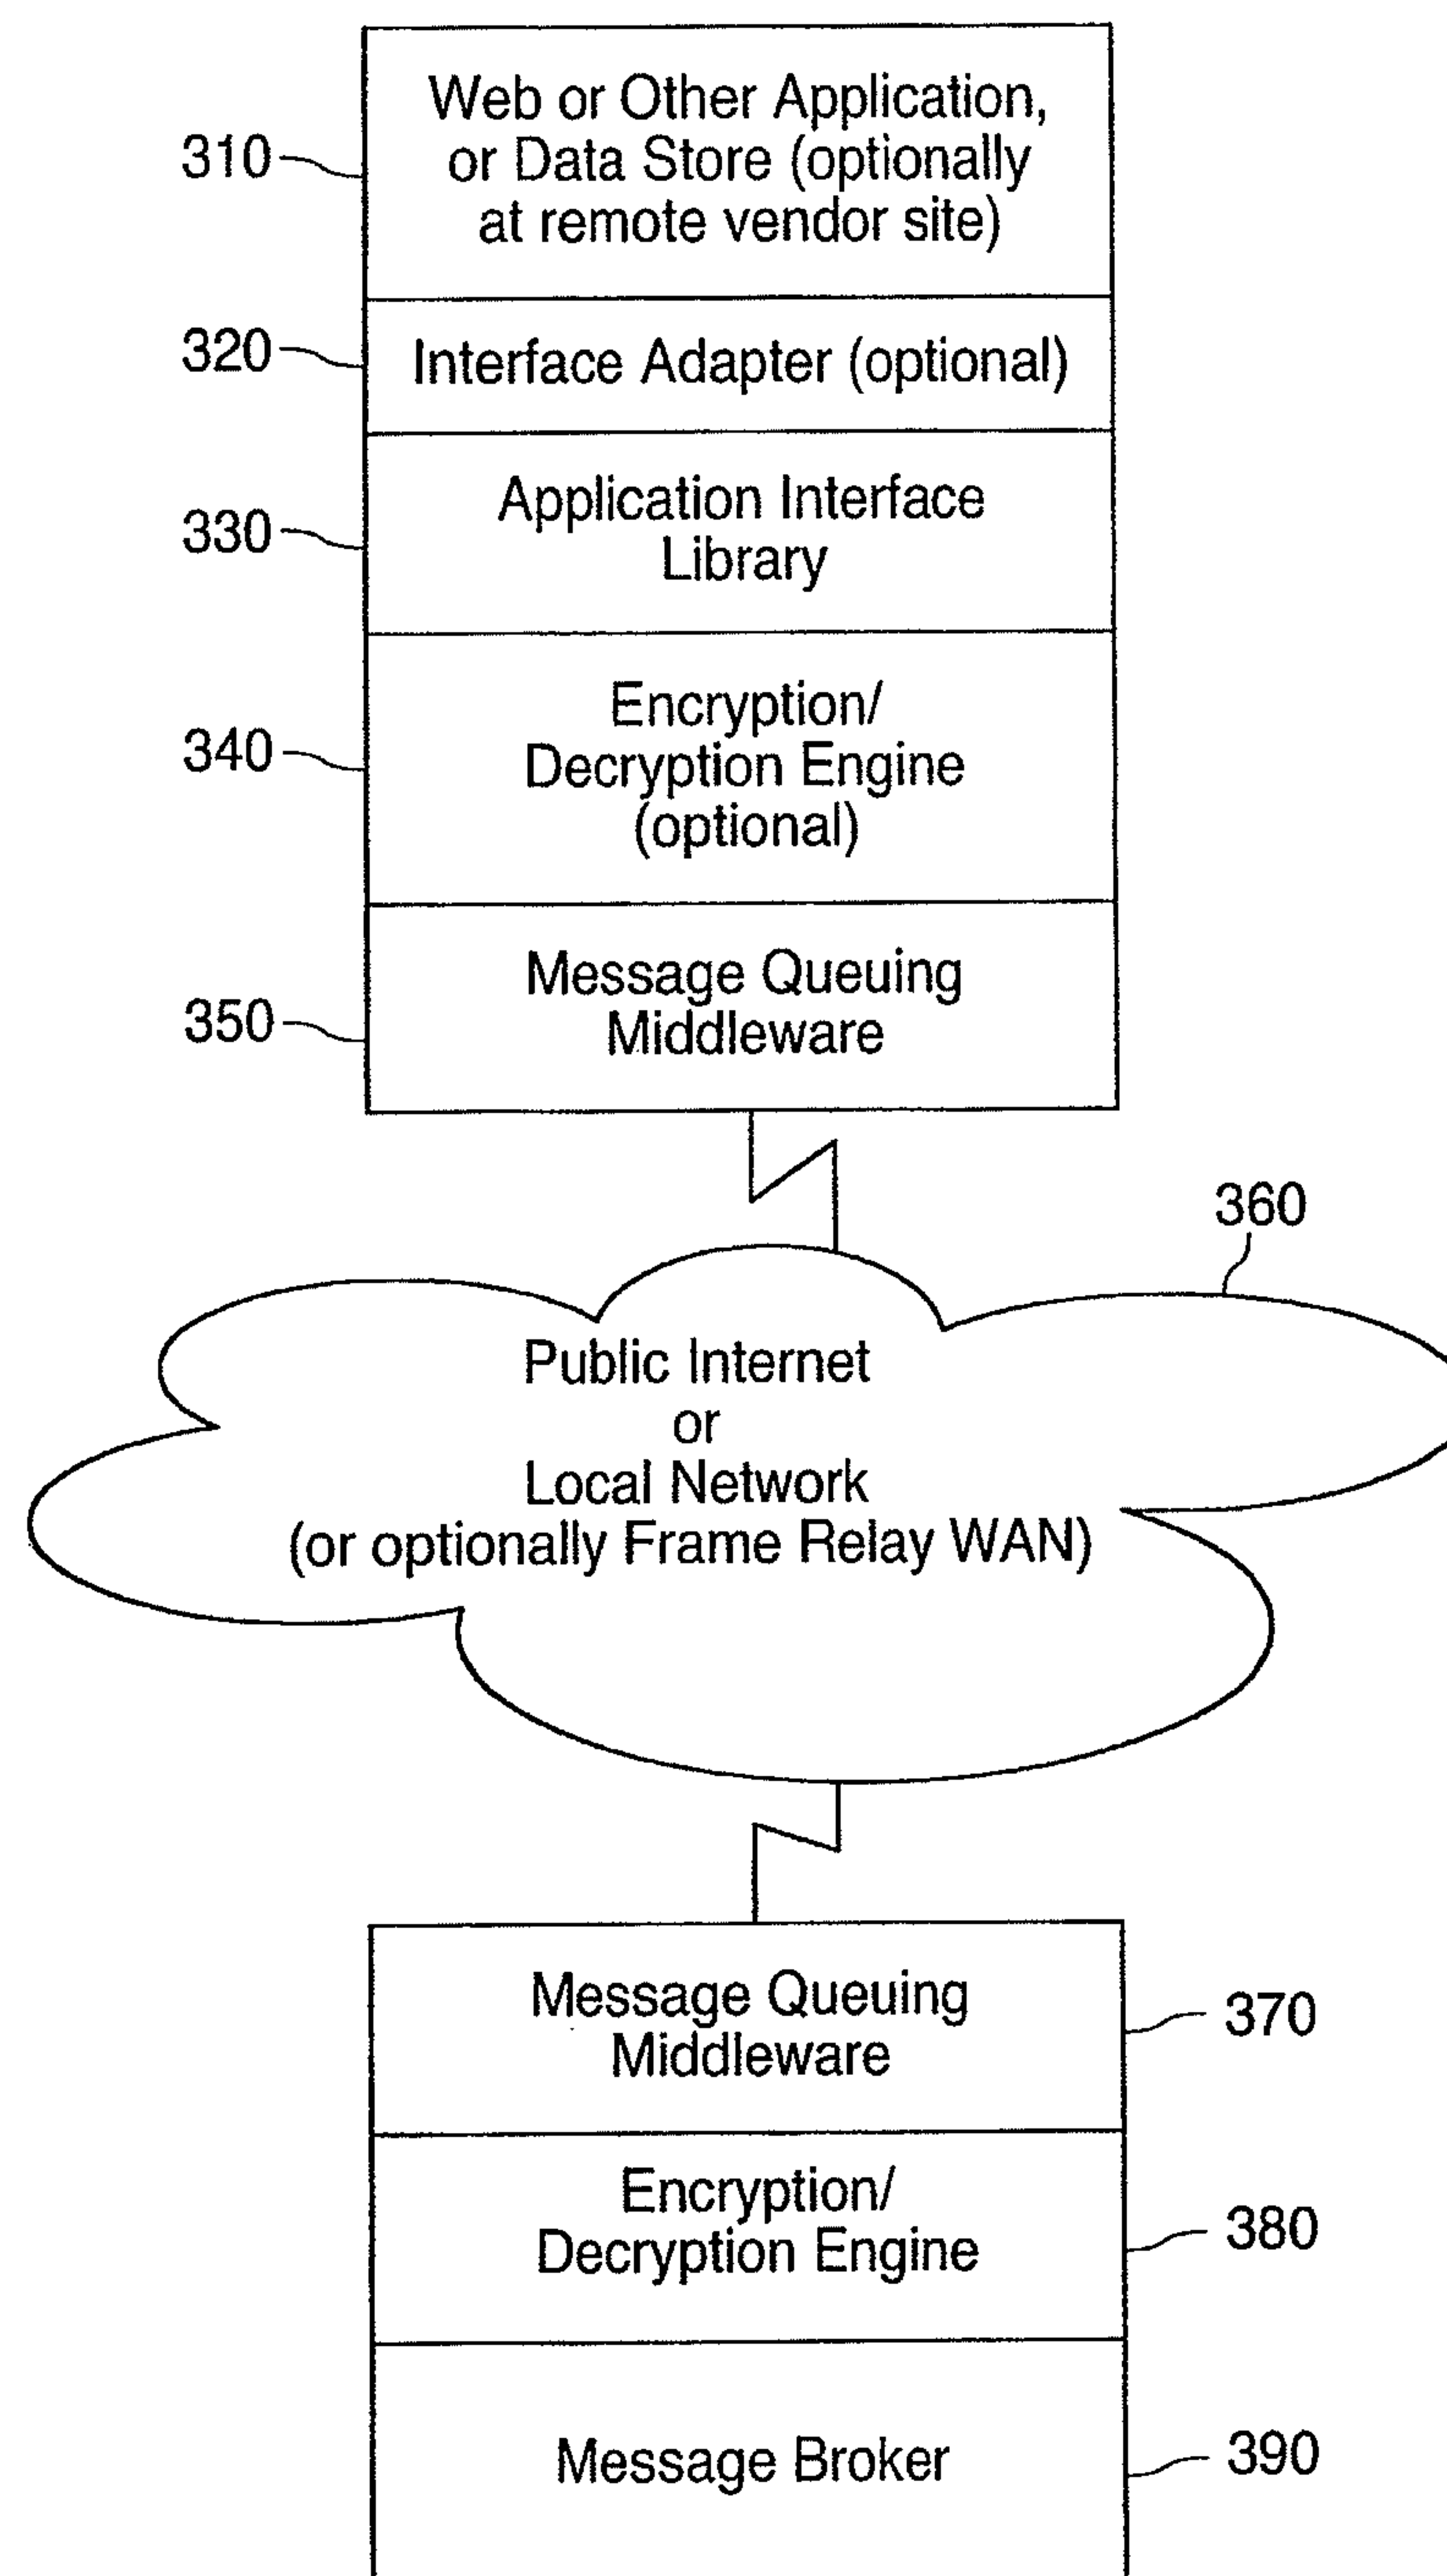 Web or Other Application,
or Data Store (optionally
at remote vendor site)
310
Interface Adapter (optional)
320
Application Interface
Library
330
Encryption/
Decryption Engine
(optional)
340
Message Queuing
Middleware
350
360
Public Internet
or
Local Network
(or optionally Frame Relay WAN)
Message Queuing
Middleware
370
Encryption/
Decryption Engine
380
Message Broker
390